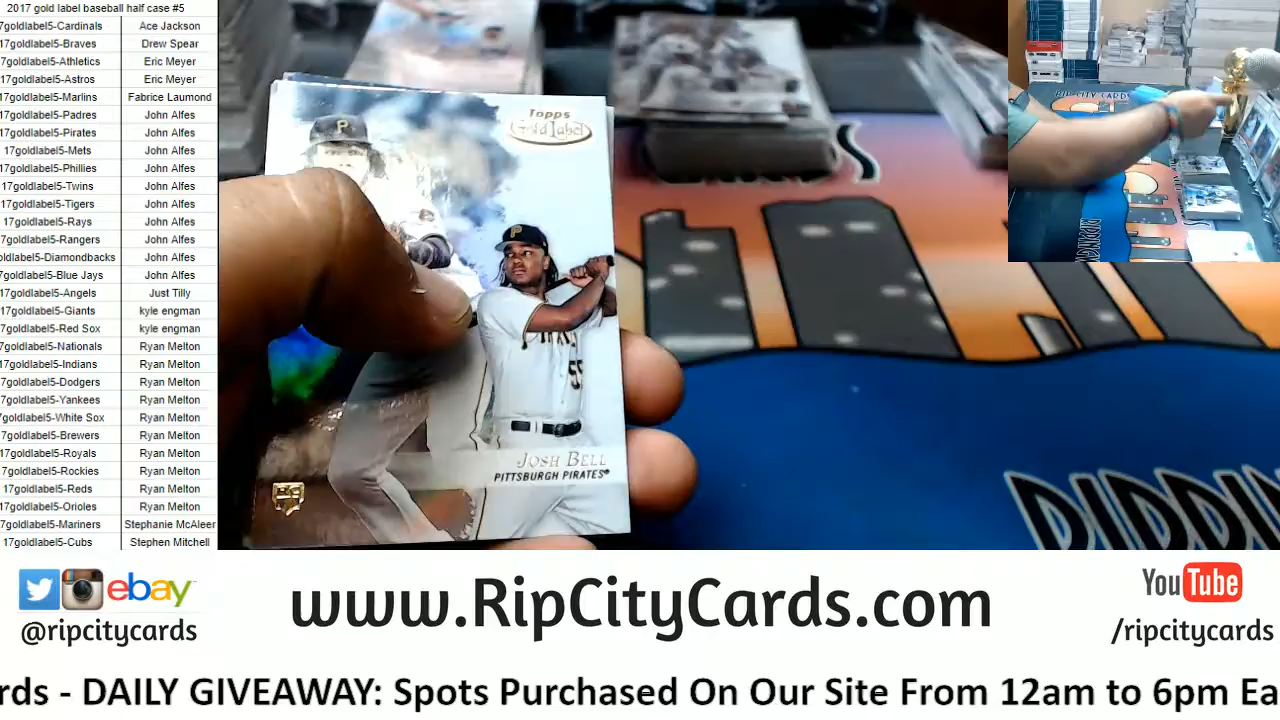 2017 gold label baseball half case #5
7goldlabel5-Cardinals Ace Jackson
17goldlabel5-Braves Drew Spear
17goldlabel5-Athletics Eric Meyer
17goldlabel5-Astros Eric Meyer
17goldlabel5-Marlins Fabrice Laumond
17goldlabel5-Padres John Alfes
17goldlabel5-Pirates John Alfes
17goldlabel5-Mets John Alfes
17goldlabel5-Phillies John Alfes
17goldlabel5-Twins John Alfes
17goldlabel5-Tigers John Alfes
17goldlabel5-Rays John Alfes
17goldlabel5-Rangers John Alfes
oldlabel5-Diamondbacks John Alfes
7goldlabel5-Blue Jays John Alfes
17goldlabel5-Angels Just Tilly
17goldlabel5-Giants kyle engman
7goldlabel5-Red Sox kyle engman
7goldlabel5-Nationals Ryan Melton
17goldlabel5-Indians Ryan Melton
7goldlabel5-Dodgers Ryan Melton
7goldlabel5-Yankees Ryan Melton
7goldlabel5-White Sox Ryan Melton
7goldlabel5-Brewers Ryan Melton
17goldlabel5-Royals Ryan Melton
7goldlabel5-Rockies Ryan Melton
17goldlabel5-Reds Ryan Melton
17goldlabel5-Orioles Ryan Melton
7goldlabel5-Mariners Stephanie McAleer
17goldlabel5-Cubs Stephen Mitchell
Topps
Gold Label
P
P
55
JOSH BELL
PITTSBURGH PIRATES®
RIP CITY CARDS
ebay
@ripcitycards
www.RipCityCards.com
YouTube
/ripcitycards
rds - DAILY GIVEAWAY: Spots Purchased On Our Site From 12am to 6pm Ea